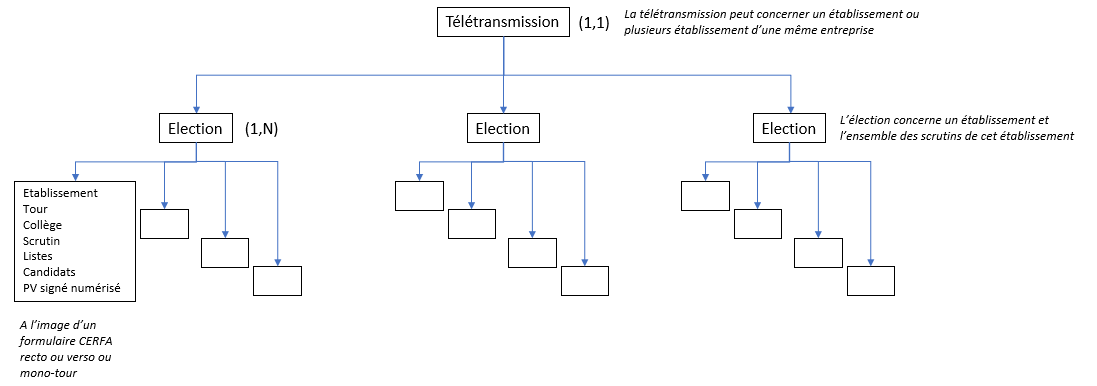 Télétransmission
(1,1)
La télétransmission peut concerner un établissement ou
plusieurs établissement d'une même entreprise
Election
(1,N)
Election
Election
L'élection concerne un établissement et
l'ensemble des scrutins de cet établissement
Etablissement
Tour
Collège
Scrutin
Listes
Candidats
PV signé numérisé
A l'image d'un
formulaire CERFA
recto ou verso ou
mono-tour